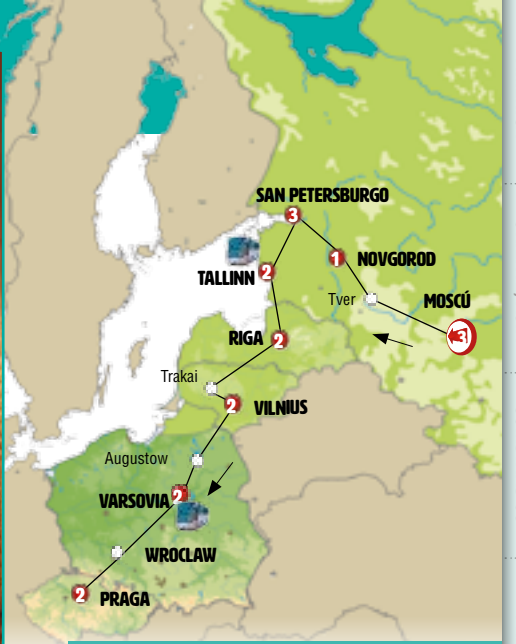 SAN PETERSBURGO
3
1
NOVGOROD
TALLINN
2
Tver
MOSCÚ
3
RIGA
2
Trakai
2
VILNIUS
Augustow
VARSOVIA
2
WROCLAW
2
PRAGA